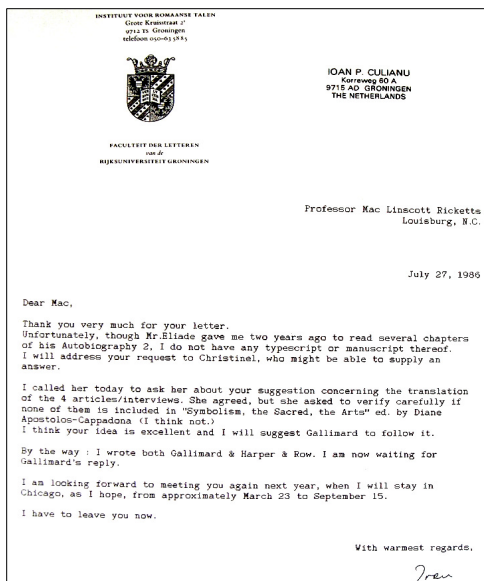 INSTITUUT VOOR ROMAANSE TALEN
Grote Kruisstraat 2¹
9712 TS Groningen
telefoon 050-635885
IOAN P. CULIANU
Korreweg 60 A
9715 AD GRONINGEN
THE NETHERLANDS
FACULTEIT DER LETTEREN
van de
RIJKSUNIVERSITEIT GRONINGEN
Professor Mac Linscott Ricketts
Louisburg, N.C.
July 27, 1986
Dear Mac,
Thank you very much for your letter.
Unfortunately, though Mr.Eliade gave me two years ago to read several chapters
of his Autobiography 2, I do not have any typescript or manuscript thereof.
I will address your request to Christinel, who might be able to supply an
answer.
I called her today to ask her about your suggestion concerning the translation
of the 4 articles/interviews. She agreed, but she asked to verify carefully if
none of them is included in "Symbolism, the Sacred, the Arts" ed. by Diane
Apostolos-Cappadona (I think not.)
I think your idea is excellent and I will suggest Gallimard to follow it.
By the way : I wrote both Gallimard & Harper & Row. I am now waiting for
Gallimard's reply.
I am looking forward to meeting you again next year, when I will stay in
Chicago, as I hope, from approximately March 23 to September 15.
I have to leave you now.
With warmest regards,